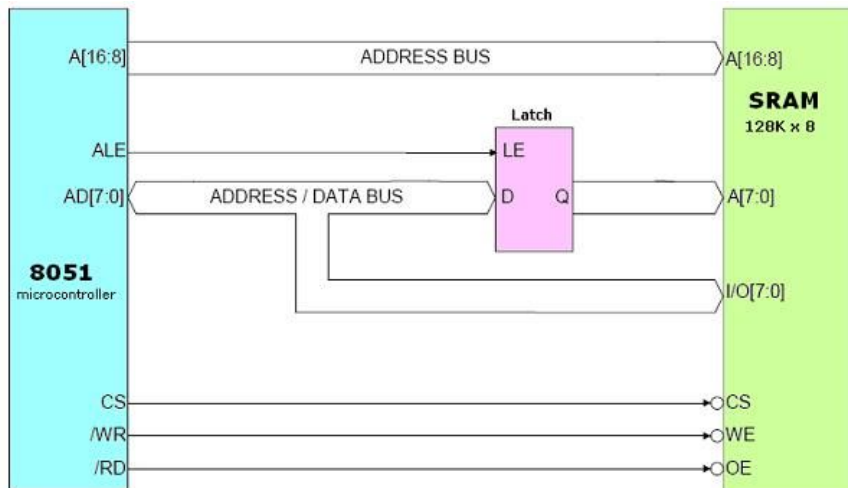 A[16:8] ADDRESS BUS A[16:8]
SRAM
128K x 8
Latch
ALE LE
AD[7:0] ADDRESS / DATA BUS D Q A[7:0]
8051
microcontroller
I/O[7:0]
CS CS
/WR WE
/RD OE